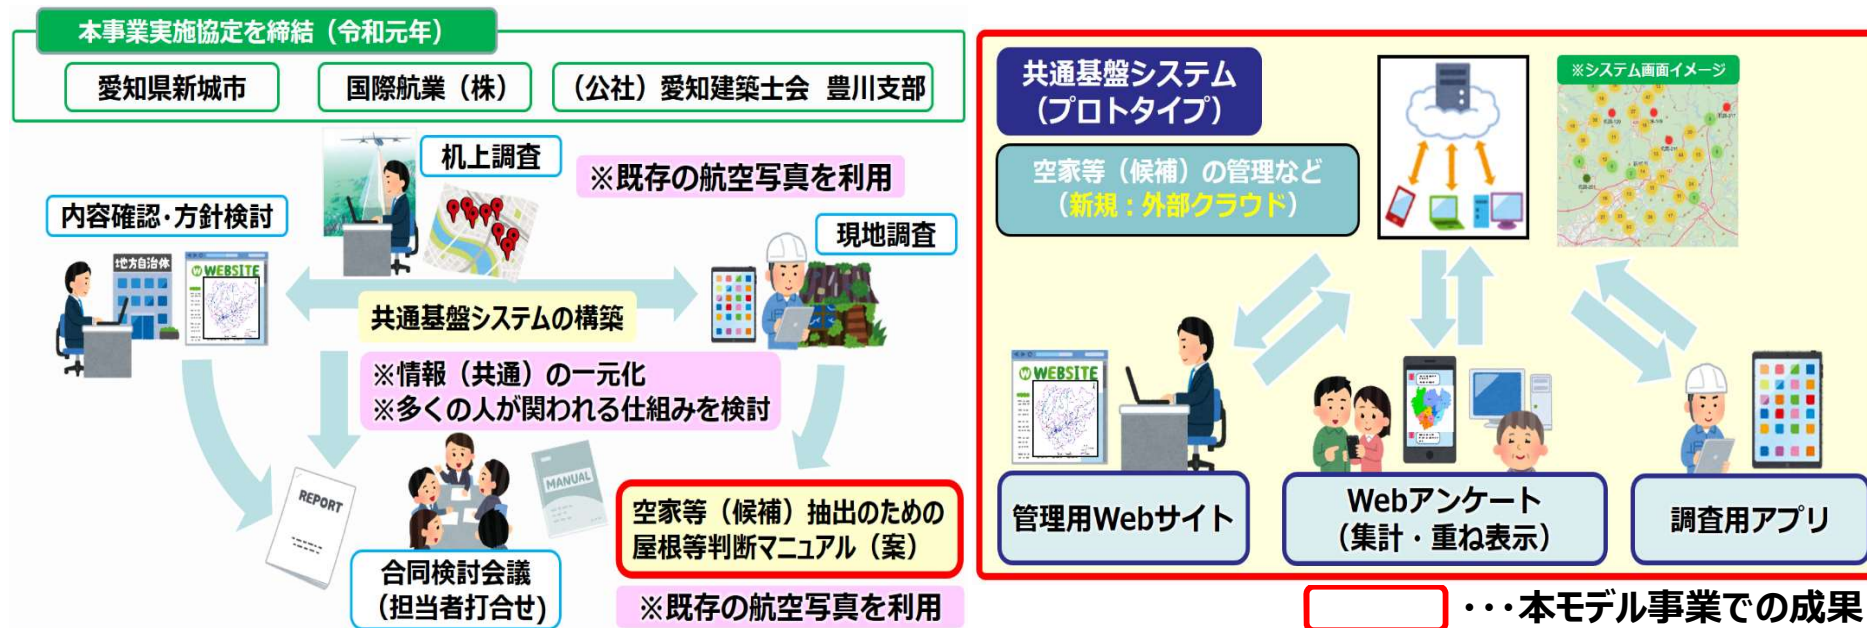 本事業実施協定を締結（令和元年）
愛知県新城市
国際航業（株）
（公社）愛知建築士会 豊川支部
机上調査
※既存の航空写真を利用
内容確認・方針検討
現地調査
地方自治体
WEBSITE
共通基盤システムの構築
※情報（共通）の一元化
※多くの人が関われる仕組みを検討
REPORT
MANUAL
合同検討会議
（担当者打合せ）
空家等（候補）抽出のための
屋根等判断マニュアル（案）
※既存の航空写真を利用
共通基盤システム
（プロトタイプ）
空家等（候補）の管理など
（新規：外部クラウド）
※システム画面イメージ
WEBSITE
管理用Webサイト
Webアンケート
（集計・重ね表示）
調査用アプリ
・・・本モデル事業での成果